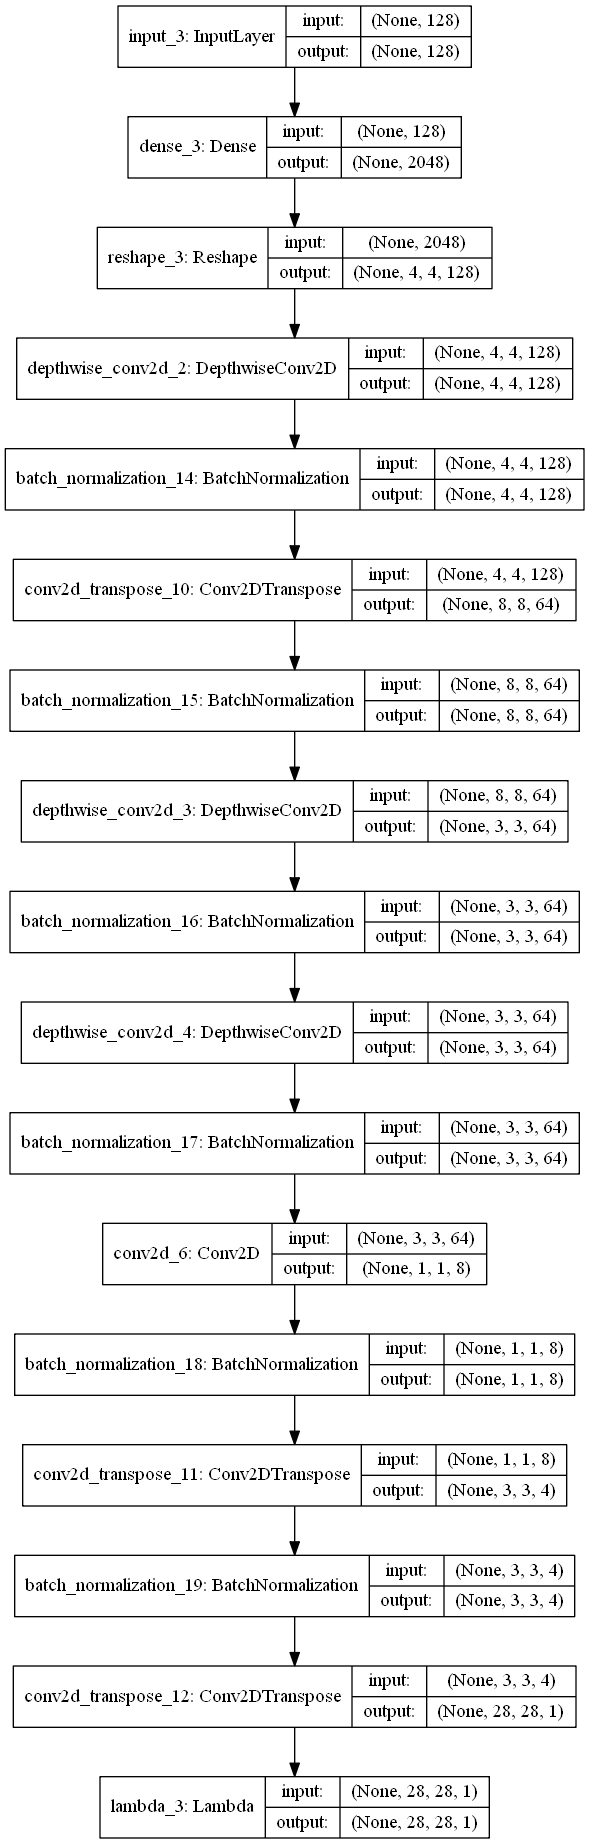 input_3: InputLayer
input: (None, 128)
output: (None, 128)
dense_3: Dense
input: (None, 128)
output: (None, 2048)
reshape_3: Reshape
input: (None, 2048)
output: (None, 4, 4, 128)
depthwise_conv2d_2: DepthwiseConv2D
input: (None, 4, 4, 128)
output: (None, 4, 4, 128)
batch_normalization_14: BatchNormalization
input: (None, 4, 4, 128)
output: (None, 4, 4, 128)
conv2d_transpose_10: Conv2DTranspose
input: (None, 4, 4, 128)
output: (None, 8, 8, 64)
batch_normalization_15: BatchNormalization
input: (None, 8, 8, 64)
output: (None, 8, 8, 64)
depthwise_conv2d_3: DepthwiseConv2D
input: (None, 8, 8, 64)
output: (None, 3, 3, 64)
batch_normalization_16: BatchNormalization
input: (None, 3, 3, 64)
output: (None, 3, 3, 64)
depthwise_conv2d_4: DepthwiseConv2D
input: (None, 3, 3, 64)
output: (None, 3, 3, 64)
batch_normalization_17: BatchNormalization
input: (None, 3, 3, 64)
output: (None, 3, 3, 64)
conv2d_6: Conv2D
input: (None, 3, 3, 64)
output: (None, 1, 1, 8)
batch_normalization_18: BatchNormalization
input: (None, 1, 1, 8)
output: (None, 1, 1, 8)
conv2d_transpose_11: Conv2DTranspose
input: (None, 1, 1, 8)
output: (None, 3, 3, 4)
batch_normalization_19: BatchNormalization
input: (None, 3, 3, 4)
output: (None, 3, 3, 4)
conv2d_transpose_12: Conv2DTranspose
input: (None, 3, 3, 4)
output: (None, 28, 28, 1)
lambda_3: Lambda
input: (None, 28, 28, 1)
output: (None, 28, 28, 1)